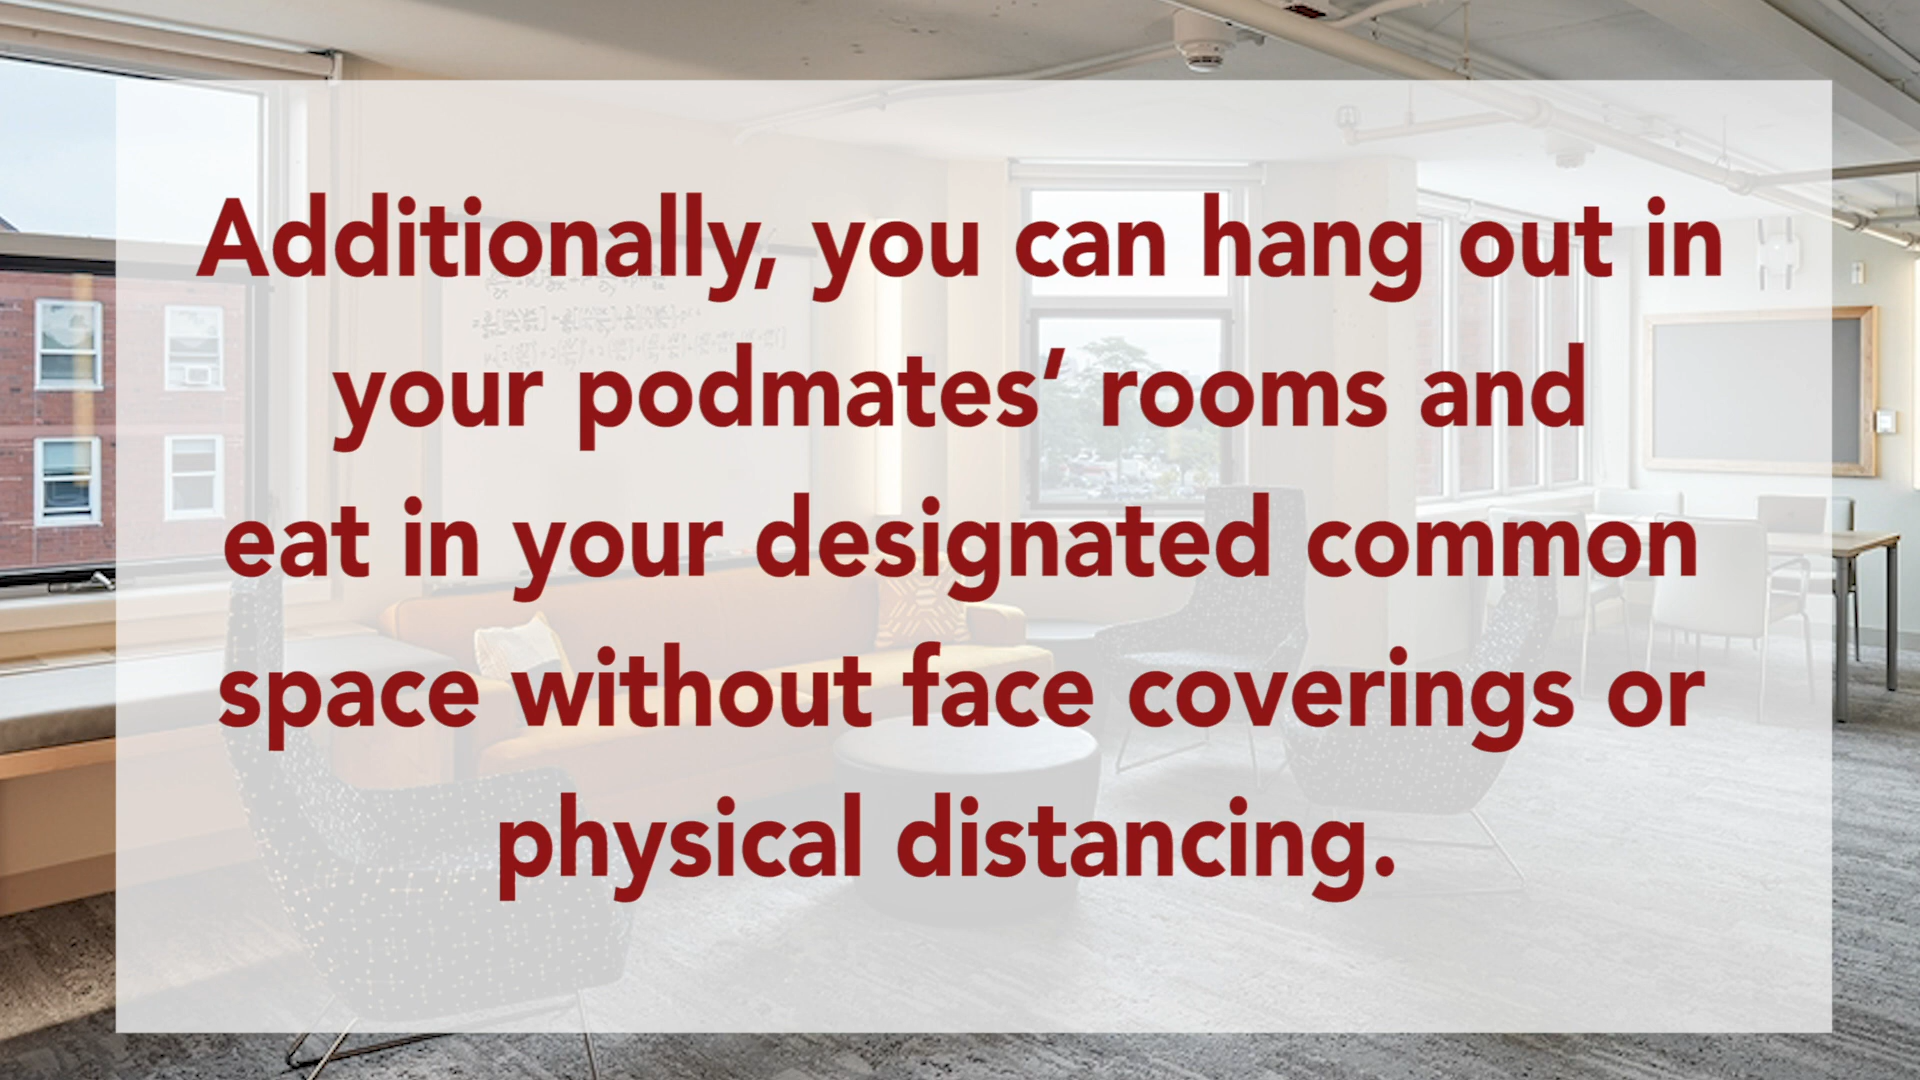 Additionally, you can hang out in
your podmates’ rooms and
eat in your designated common
space without face coverings or
physical distancing.